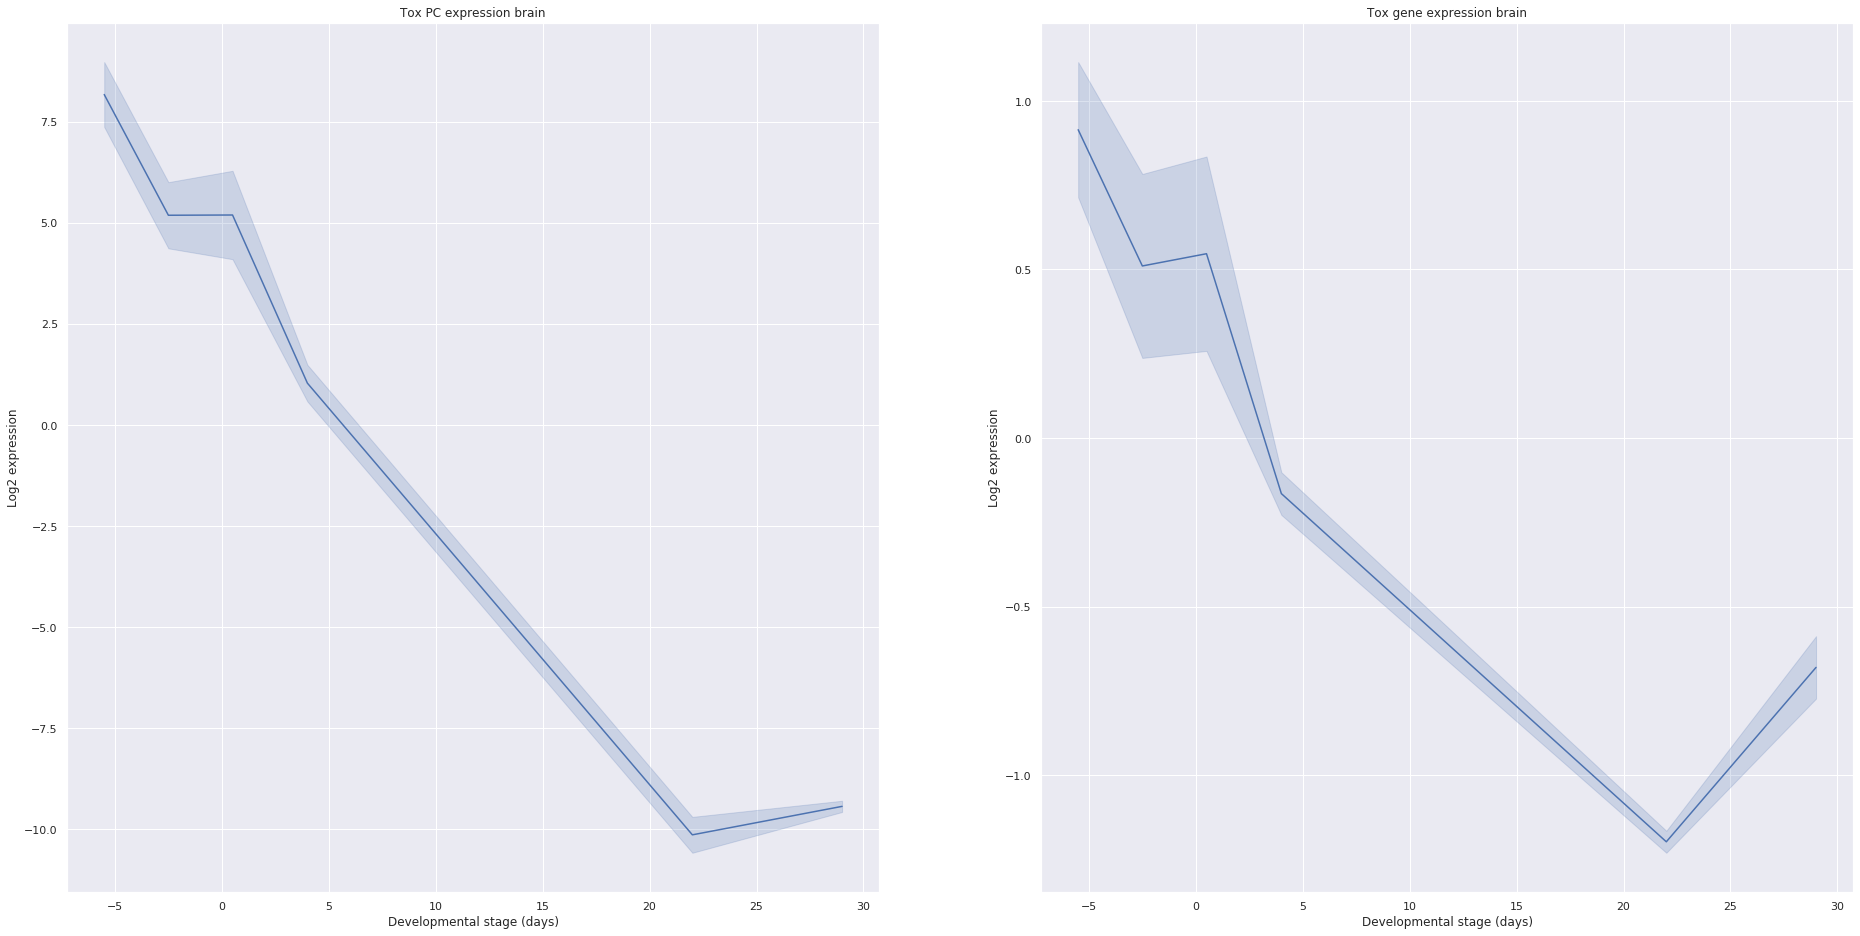 Tox PC expression brain
Log2 expression
7.5
5.0
2.5
0.0
−2.5
−5.0
−7.5
−10.0
−5 0 5 10 15 20 25 30
Developmental stage (days)
Tox gene expression brain
Log2 expression
1.0
0.5
0.0
−0.5
−1.0
−5 0 5 10 15 20 25 30
Developmental stage (days)